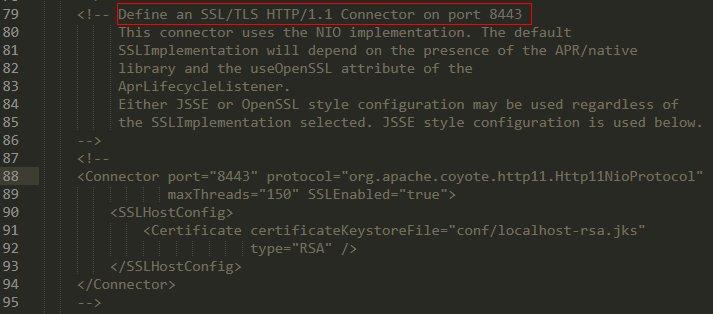 79 <!-- Define an SSL/TLS HTTP/1.1 Connector on port 8443
80 This connector uses the NIO implementation. The default
81 SSLImplementation will depend on the presence of the APR/native
82 library and the useOpenSSL attribute of the
83 AprLifecycleListener.
84 Either JSSE or OpenSSL style configuration may be used regardless of
85 the SSLImplementation selected. JSSE style configuration is used below.
86 -->
87 <!--
88 <Connector port="8443" protocol="org.apache.coyote.http11.Http11NioProtocol"
89 maxThreads="150" SSLEnabled="true">
90 <SSLHostConfig>
91 <Certificate certificateKeystoreFile="conf/localhost-rsa.jks"
92 type="RSA" />
93 </SSLHostConfig>
94 </Connector>
95 -->